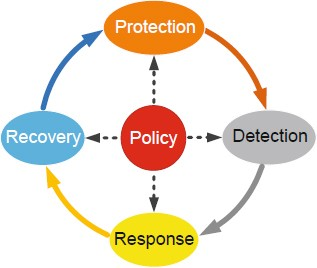 Protection
Recovery
Policy
Detection
Response